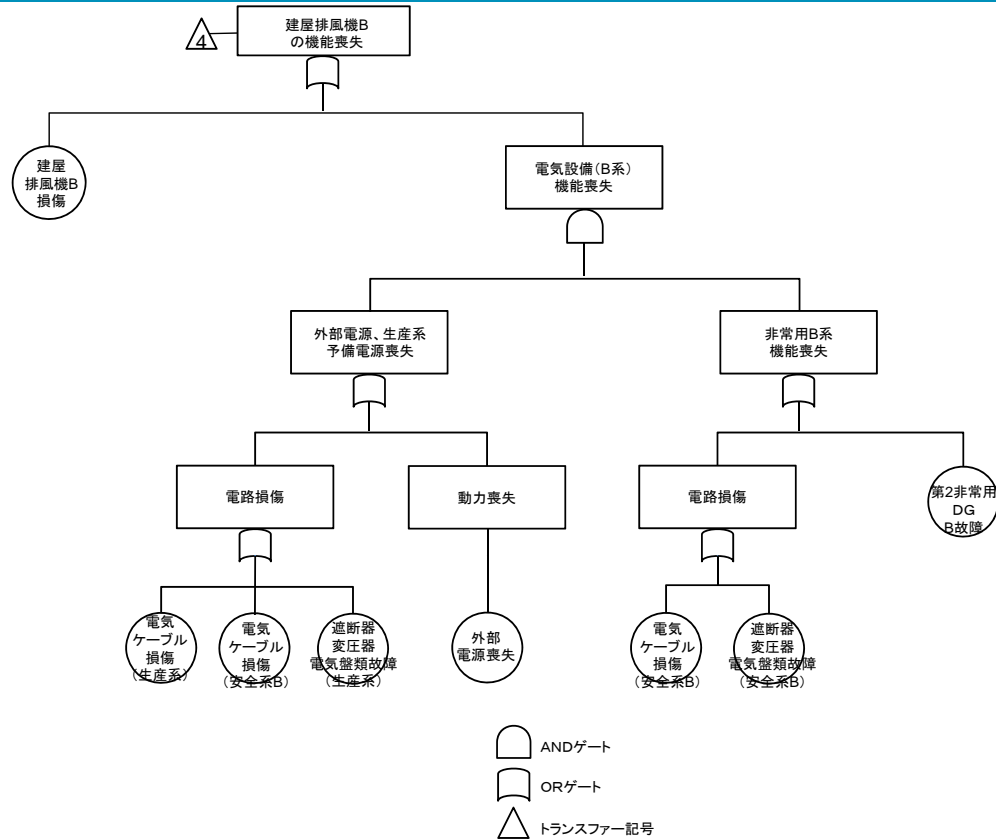 4
建屋排風機B
の機能喪失
建屋
排風機B
損傷
電気設備(B系)
機能喪失
外部電源、生産系
予備電源喪失
非常用B系
機能喪失
電路損傷
動力喪失
電路損傷
第2非常用
DG
B故障
電気
ケーブル
損傷
(生産系)
電気
ケーブル
損傷
(安全系B)
遮断器
変圧器
電気盤類故障
(生産系)
外部
電源喪失
電気
ケーブル
損傷
(安全系B)
遮断器
変圧器
電気盤類故障
(安全系B)
ANDゲート
ORゲート
トランスファー記号